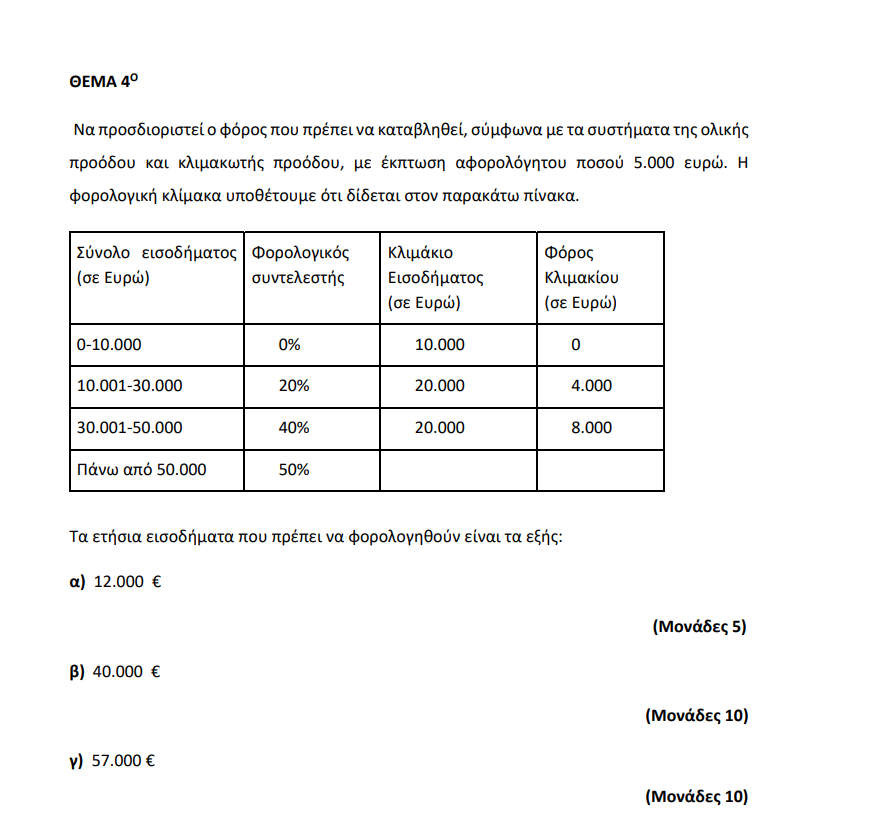 ΘΕΜΑ 4Ο
Να προσδιοριστεί ο φόρος που πρέπει να καταβληθεί, σύμφωνα με τα συστήματα της ολικής
προόδου και κλιμακωτής προόδου, με έκπτωση αφορολόγητου ποσού 5.000 ευρώ. Η
φορολογική κλίμακα υποθέτουμε ότι δίδεται στον παρακάτω πίνακα.
Σύνολο εισοδήματος (σε Ευρώ) Φορολογικός συντελεστής Κλιμάκιο Εισοδήματος (σε Ευρώ) Φόρος Κλιμακίου (σε Ευρώ)
0-10.000 0% 10.000 0
10.001-30.000 20% 20.000 4.000
30.001-50.000 40% 20.000 8.000
Πάνω από 50.000 50%
Τα ετήσια εισοδήματα που πρέπει να φορολογηθούν είναι τα εξής:
α) 12.000 €
(Μονάδες 5)
β) 40.000 €
(Μονάδες 10)
γ) 57.000 €
(Μονάδες 10)